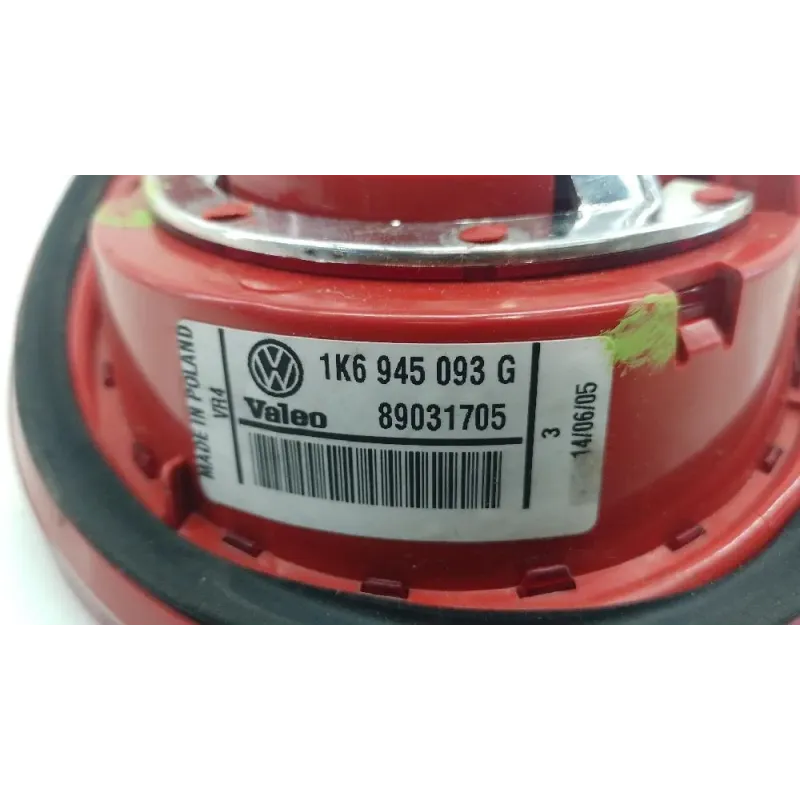 MADE IN POLAND
VR4
1K6 945 093 G
Valeo 89031705
3
14/06/05